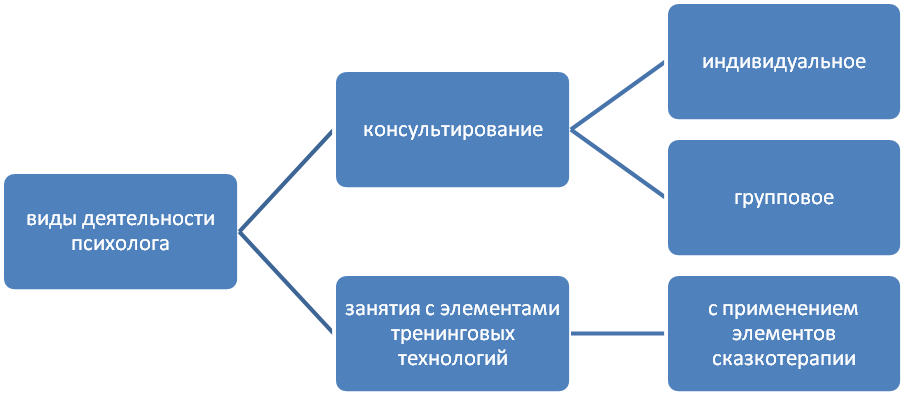 виды деятельности
психолога
консультирование
индивидуальное
групповое
занятия с элементами
тренинговых
технологий
с применением
элементов
сказкотерапии